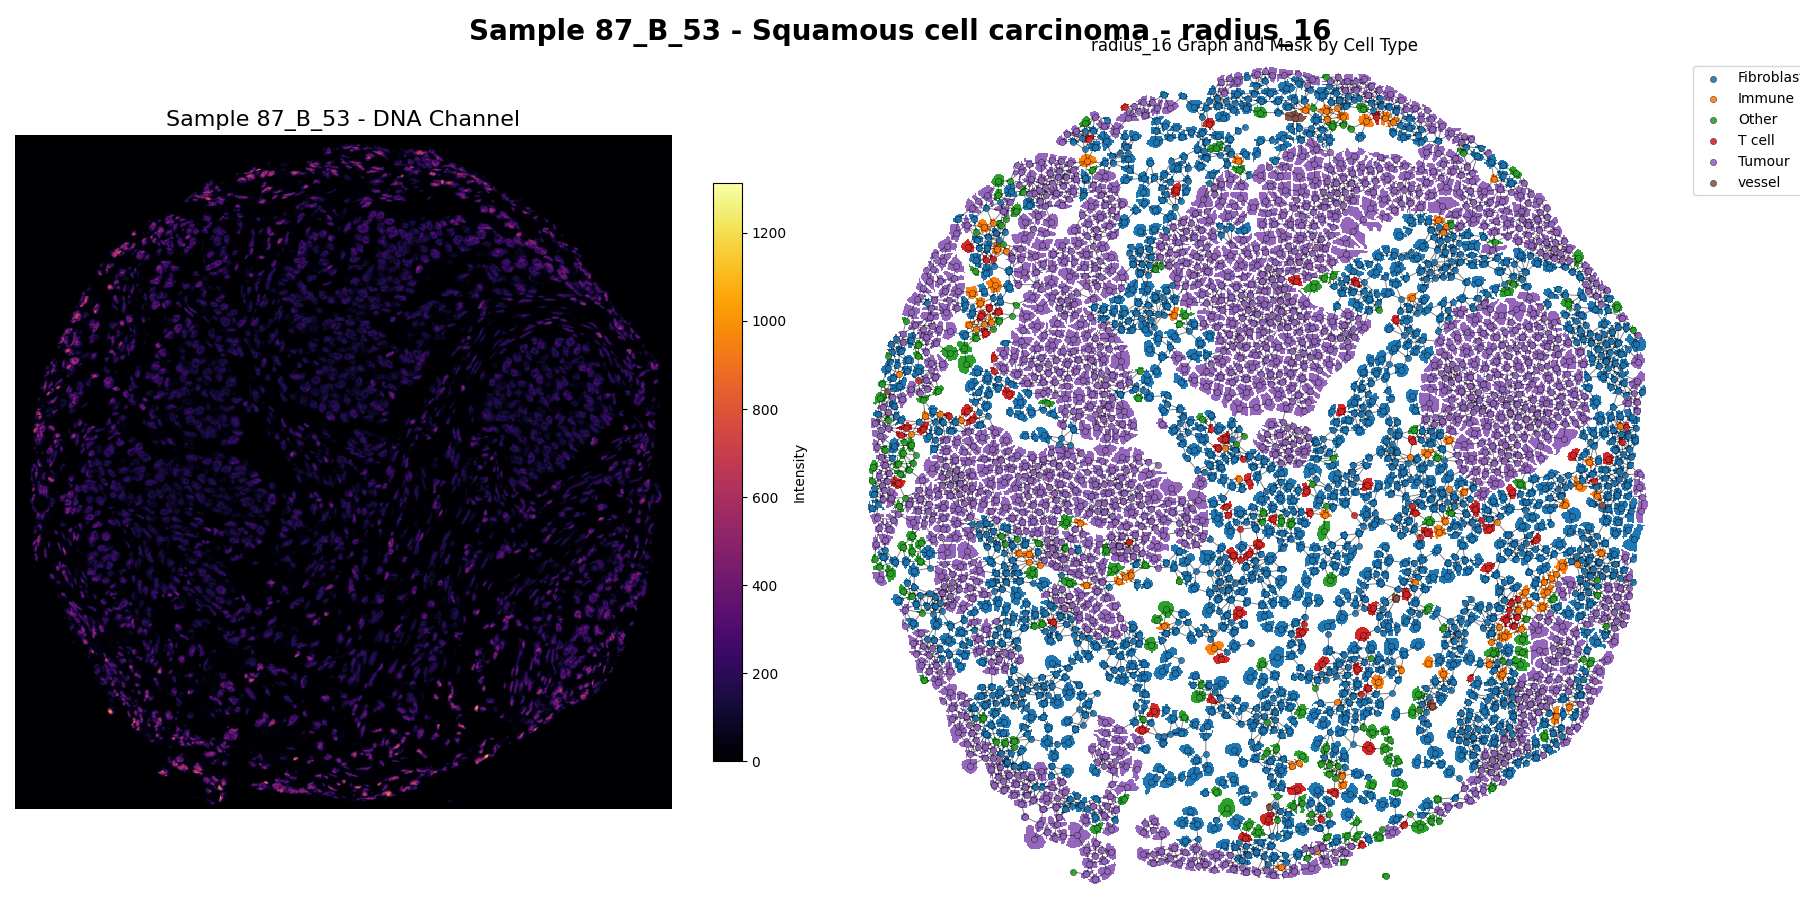 Sample 87_B_53 - Squamous cell carcinoma - radius_16
radius_16 Graph and Mask by Cell Type
Sample 87_B_53 - DNA Channel
1200
1000
800
600
400
200
0
Intensity
Fibroblast
Immune
Other
T cell
Tumour
vessel